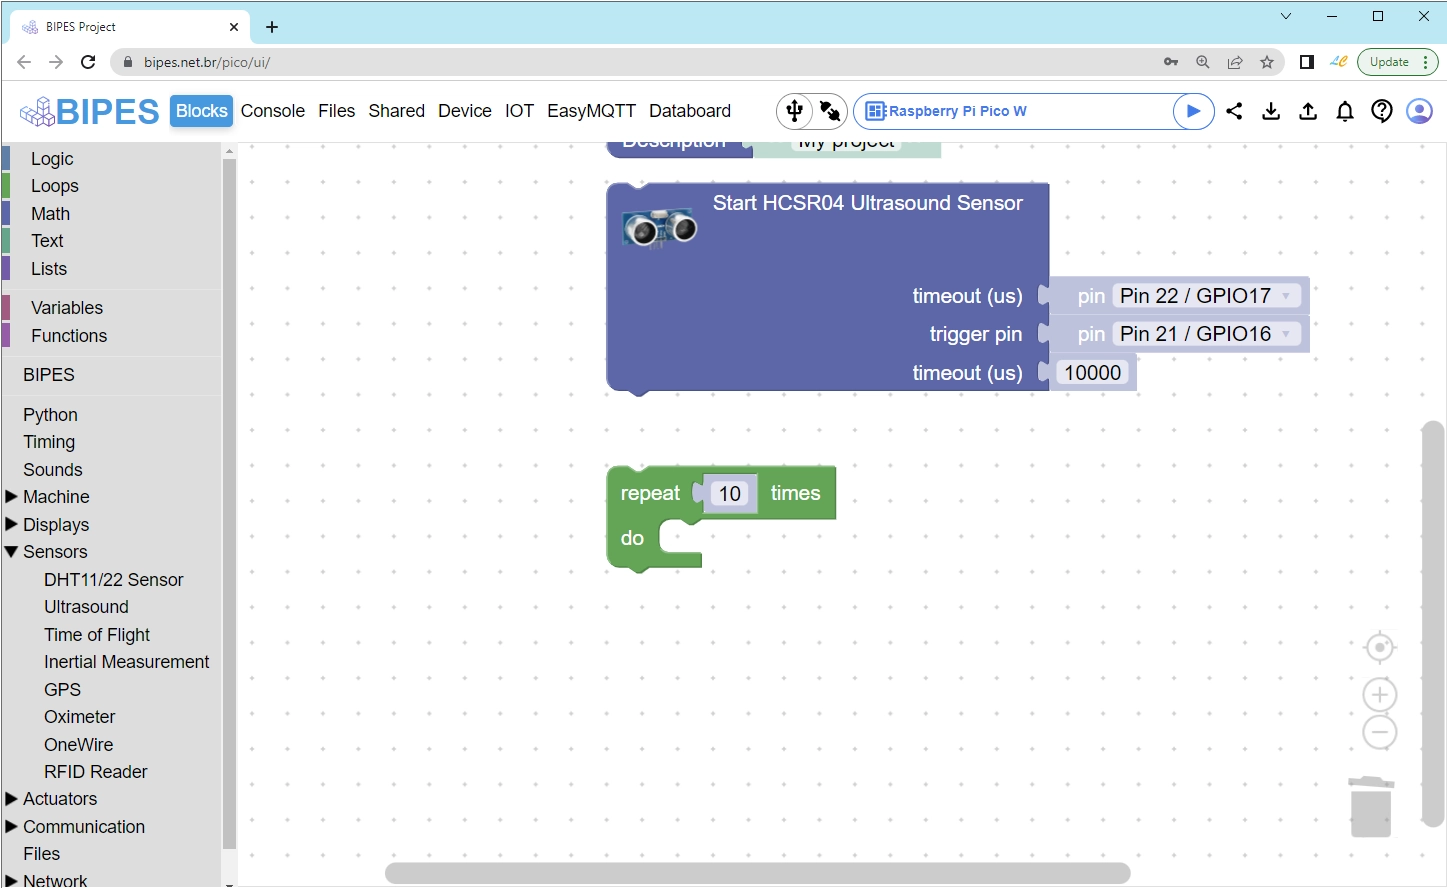 BIPES Project
bipes.net.br/pico/ui/
Update
BIPES Blocks Console Files Shared Device IOT EasyMQTT Databoard Raspberry Pi Pico W
Logic
Loops
Math
Text
Lists
Variables
Functions
BIPES
Python
Timing
Sounds
Machine
Displays
Sensors
DHT11/22 Sensor
Ultrasound
Time of Flight
Inertial Measurement
GPS
Oximeter
OneWire
RFID Reader
Actuators
Communication
Files
Network
Description My project
Start HCSR04 Ultrasound Sensor
timeout (us) pin Pin 22 / GPIO17
trigger pin pin Pin 21 / GPIO16
timeout (us) 10000
repeat 10 times
do